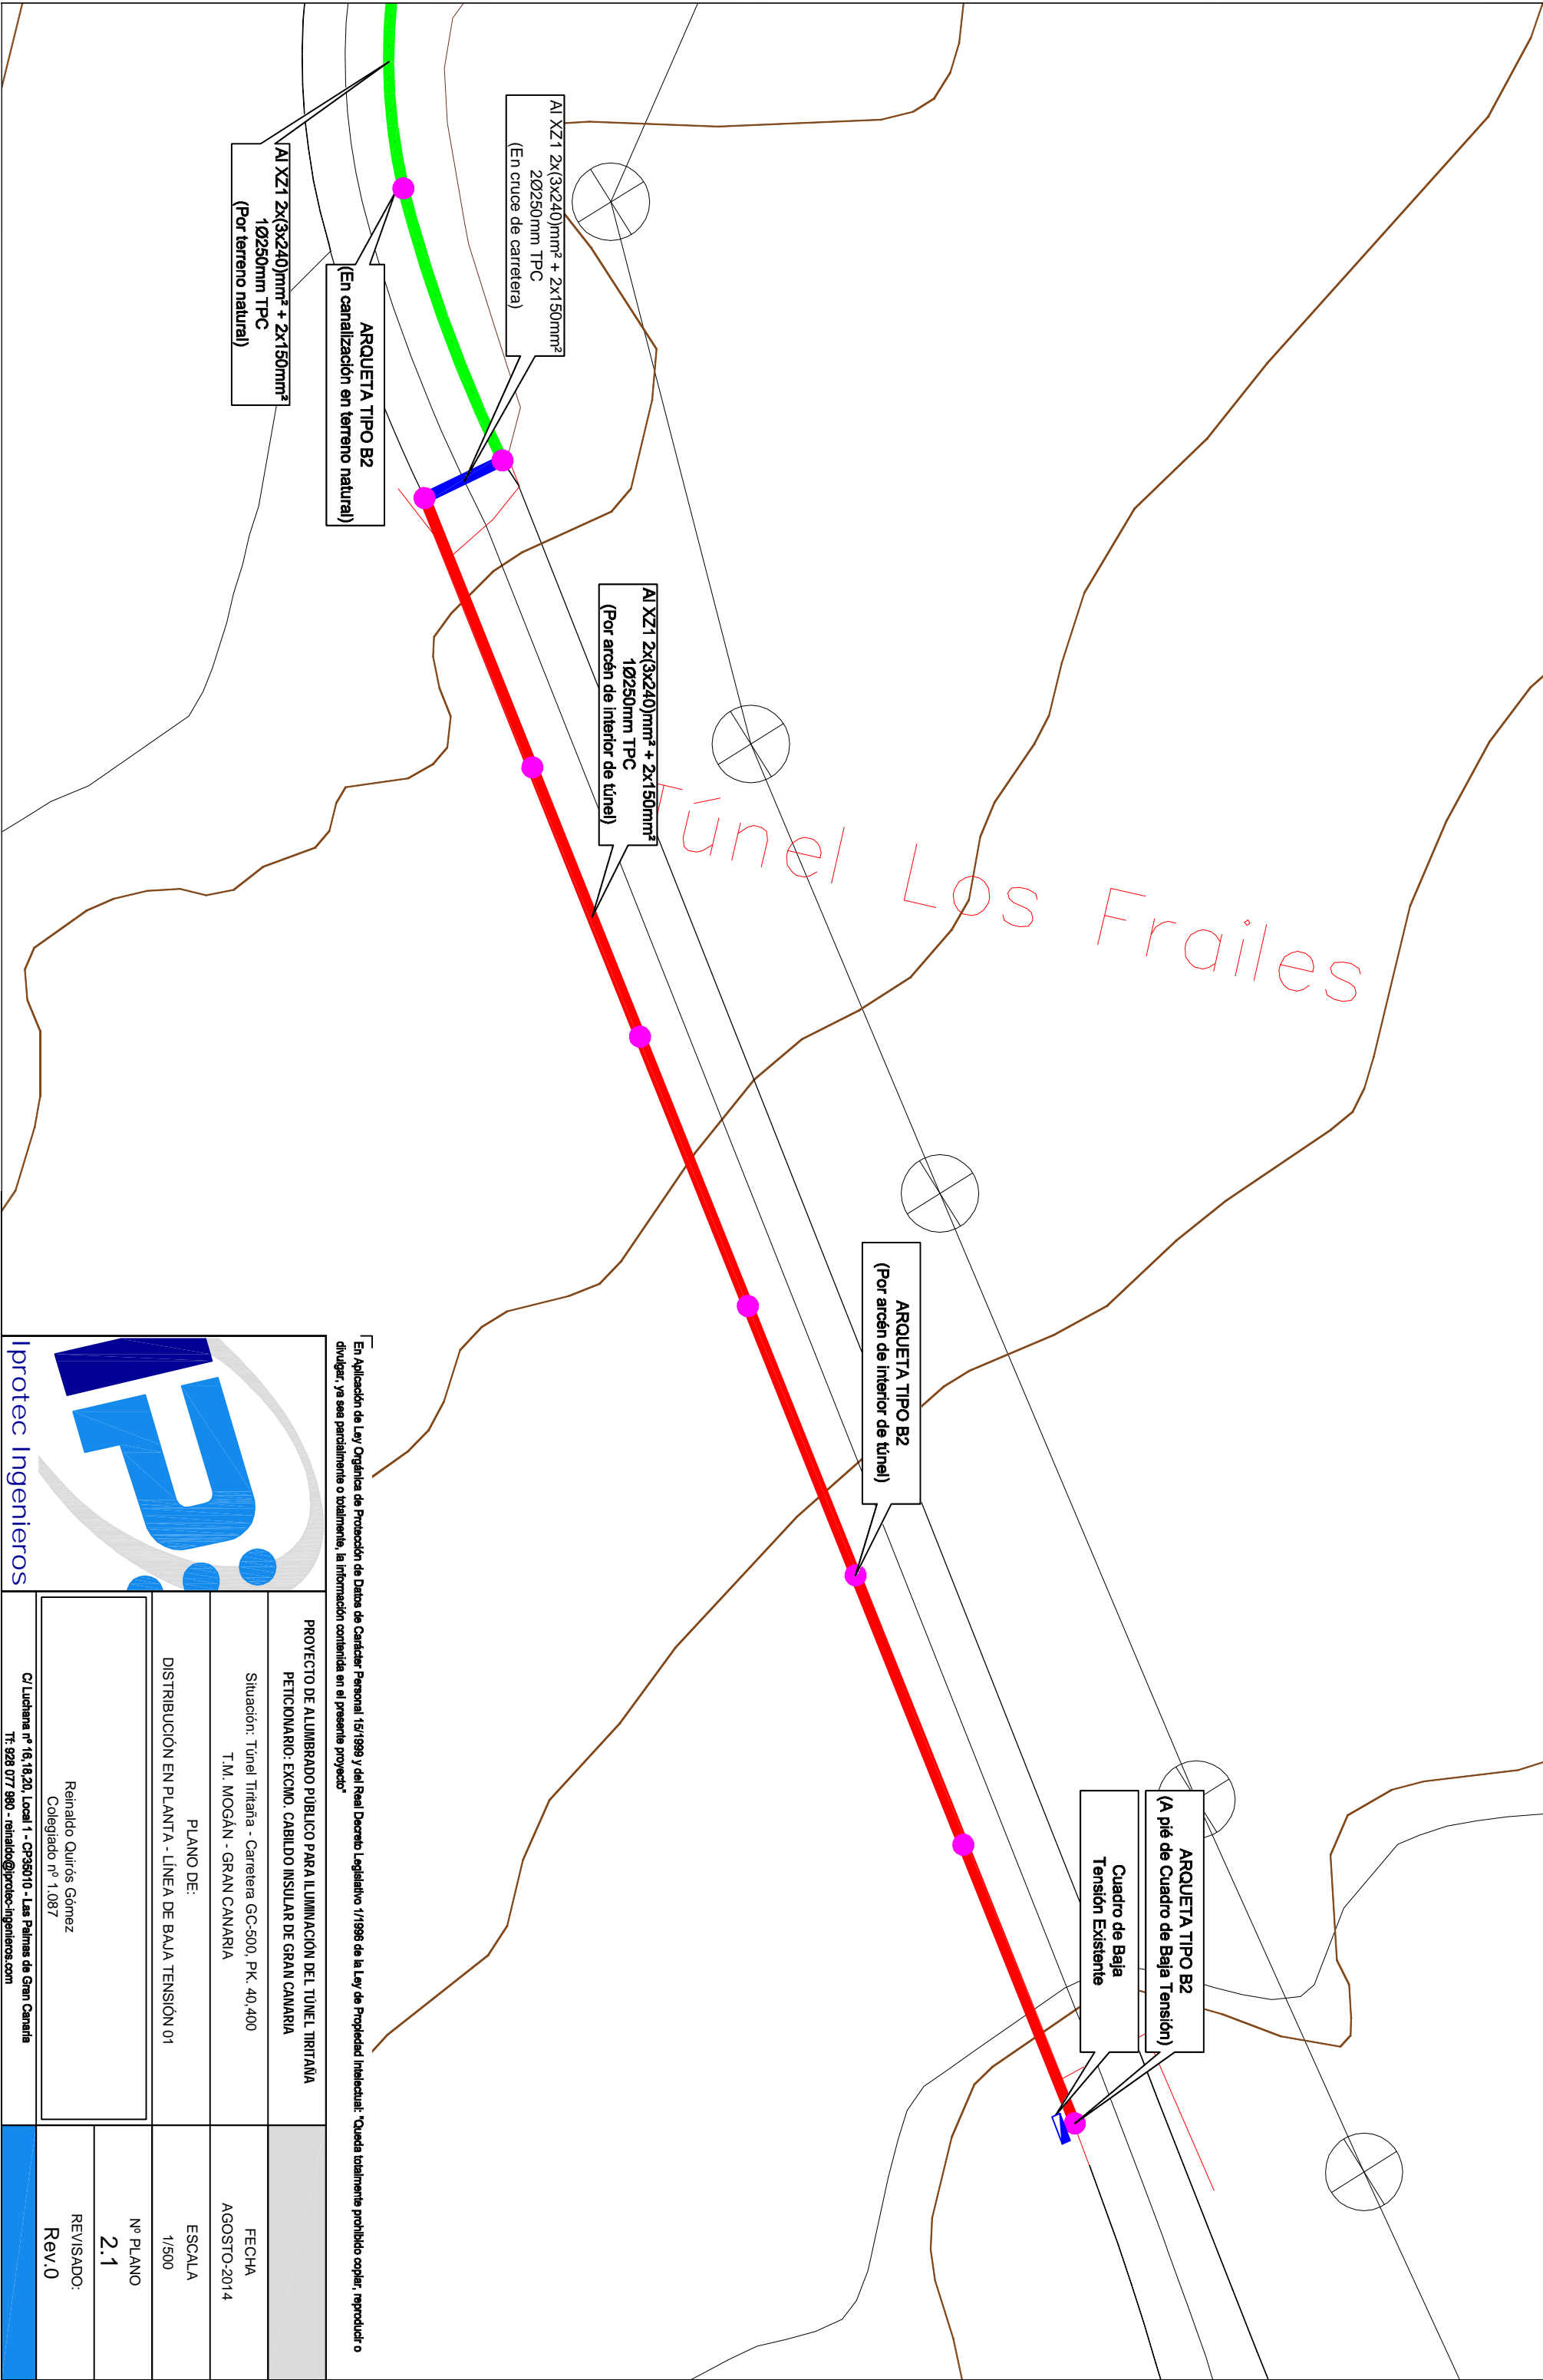 Al XZ1 2x(3x240)mm² + 2x150mm²
2Ø250mm TPC
(En cruce de carretera)
Al XZ1 2x(3x240)mm² + 2x150mm²
1Ø250mm TPC
(Por terreno natural)
ARQUETA TIPO B2
(En canalización en terreno natural)
Al XZ1 2x(3x240)mm² + 2x150mm²
1Ø250mm TPC
(Por arcén de interior de túnel)
Túnel Los Frailes
ARQUETA TIPO B2
(Por arcén de interior de túnel)
ARQUETA TIPO B2
(A pié de Cuadro de Baja Tensión)
Cuadro de Baja
Tensión Existente
En Aplicación de Ley Orgánica de Protección de Datos de Carácter Personal 15/1999 y del Real Decreto Legislativo 1/1996 de la Ley de Propiedad Intelectual: "Queda totalmente prohibido copiar, reproducir o
divulgar, ya sea parcialmente o totalmente, la información contenida en el presente proyecto"
Iprotec Ingenieros
PROYECTO DE ALUMBRADO PÚBLICO PARA ILUMINACIÓN DEL TÚNEL TIRITAÑA
PETICIONARIO: EXCMO. CABILDO INSULAR DE GRAN CANARIA
Situación: Túnel Tiritaña - Carretera GC-500, PK. 40,400
T.M. MOGÁN - GRAN CANARIA
FECHA
AGOSTO-2014
PLANO DE:
DISTRIBUCIÓN EN PLANTA - LÍNEA DE BAJA TENSIÓN 01
ESCALA
1/500
Nº PLANO
2.1
Reinaldo Quirós Gómez
Colegiado nº 1.087
REVISADO:
Rev.0
C/ Luchana nº 16,18,20, Local 1 - CP35010 - Las Palmas de Gran Canaria
Tf: 928 077 980 - reinaldo@iprotec-ingenieros.com